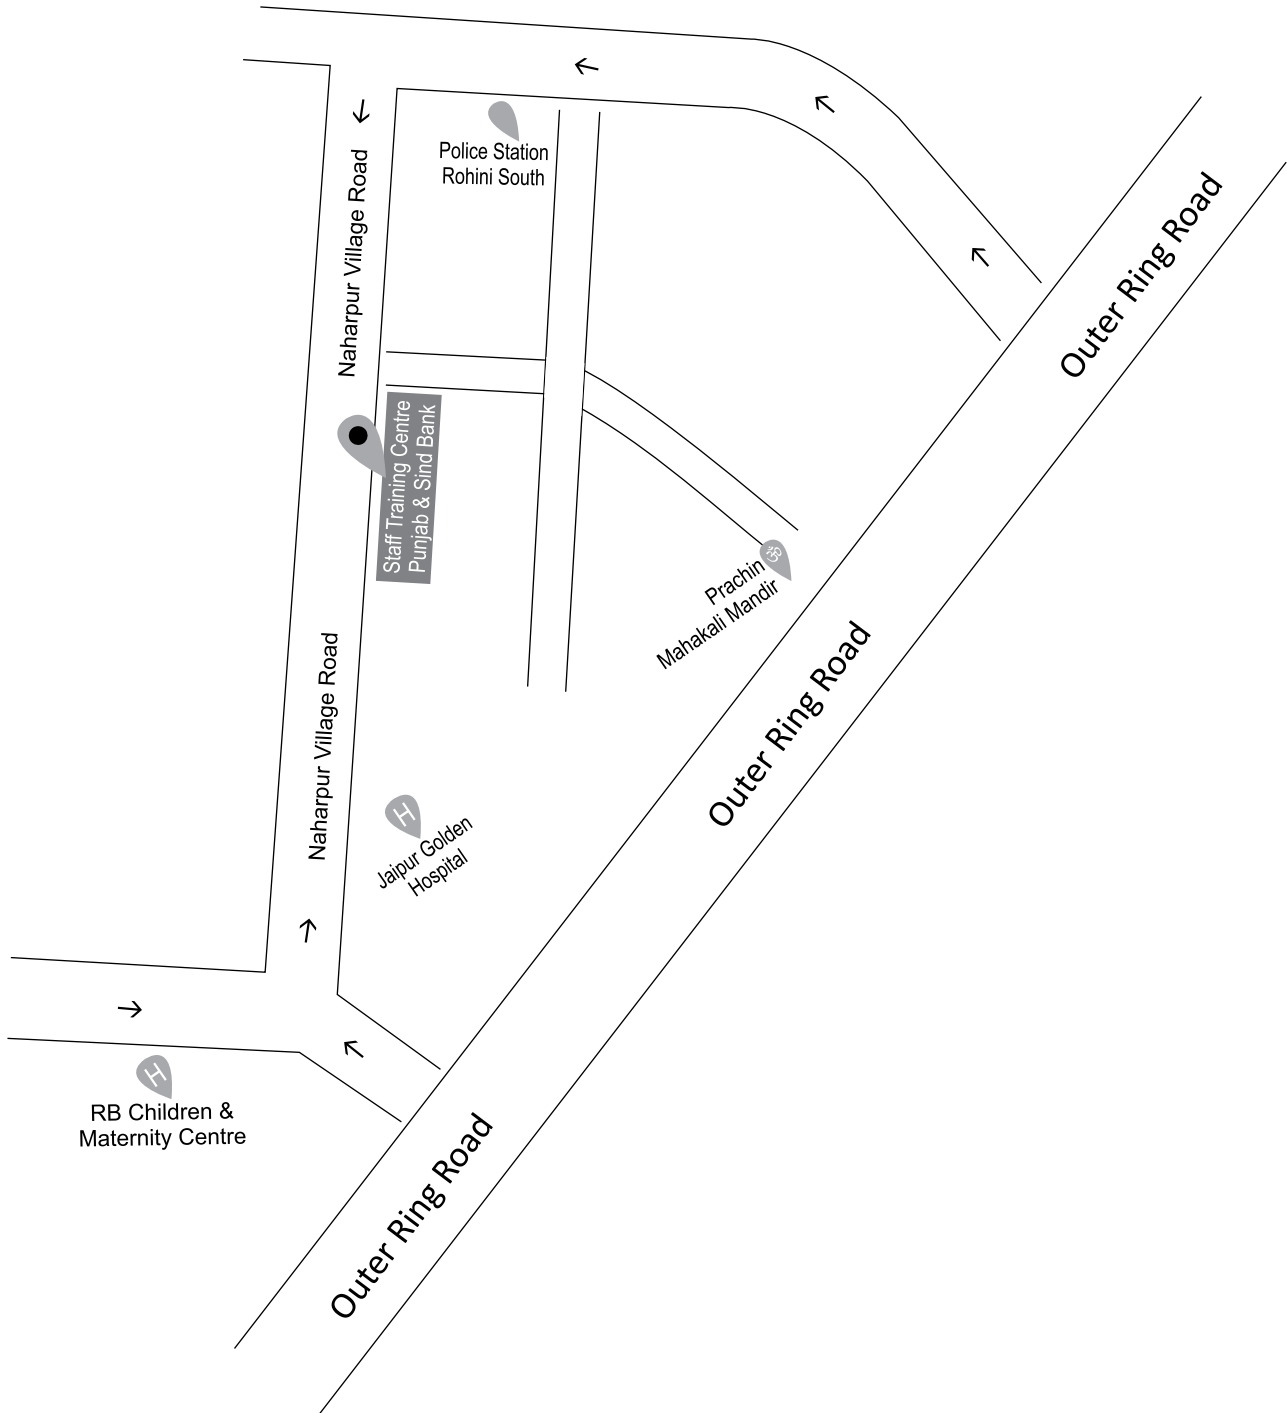 Police Station
Rohini South
Naharpur Village Road
Outer Ring Road
Staff Training Centre
Punjab & Sind Bank
Prachin
Mahakali Mandir
ॐ
Naharpur Village Road
Outer Ring Road
H
Jaipur Golden
Hospital
H
RB Children &
Maternity Centre
Outer Ring Road